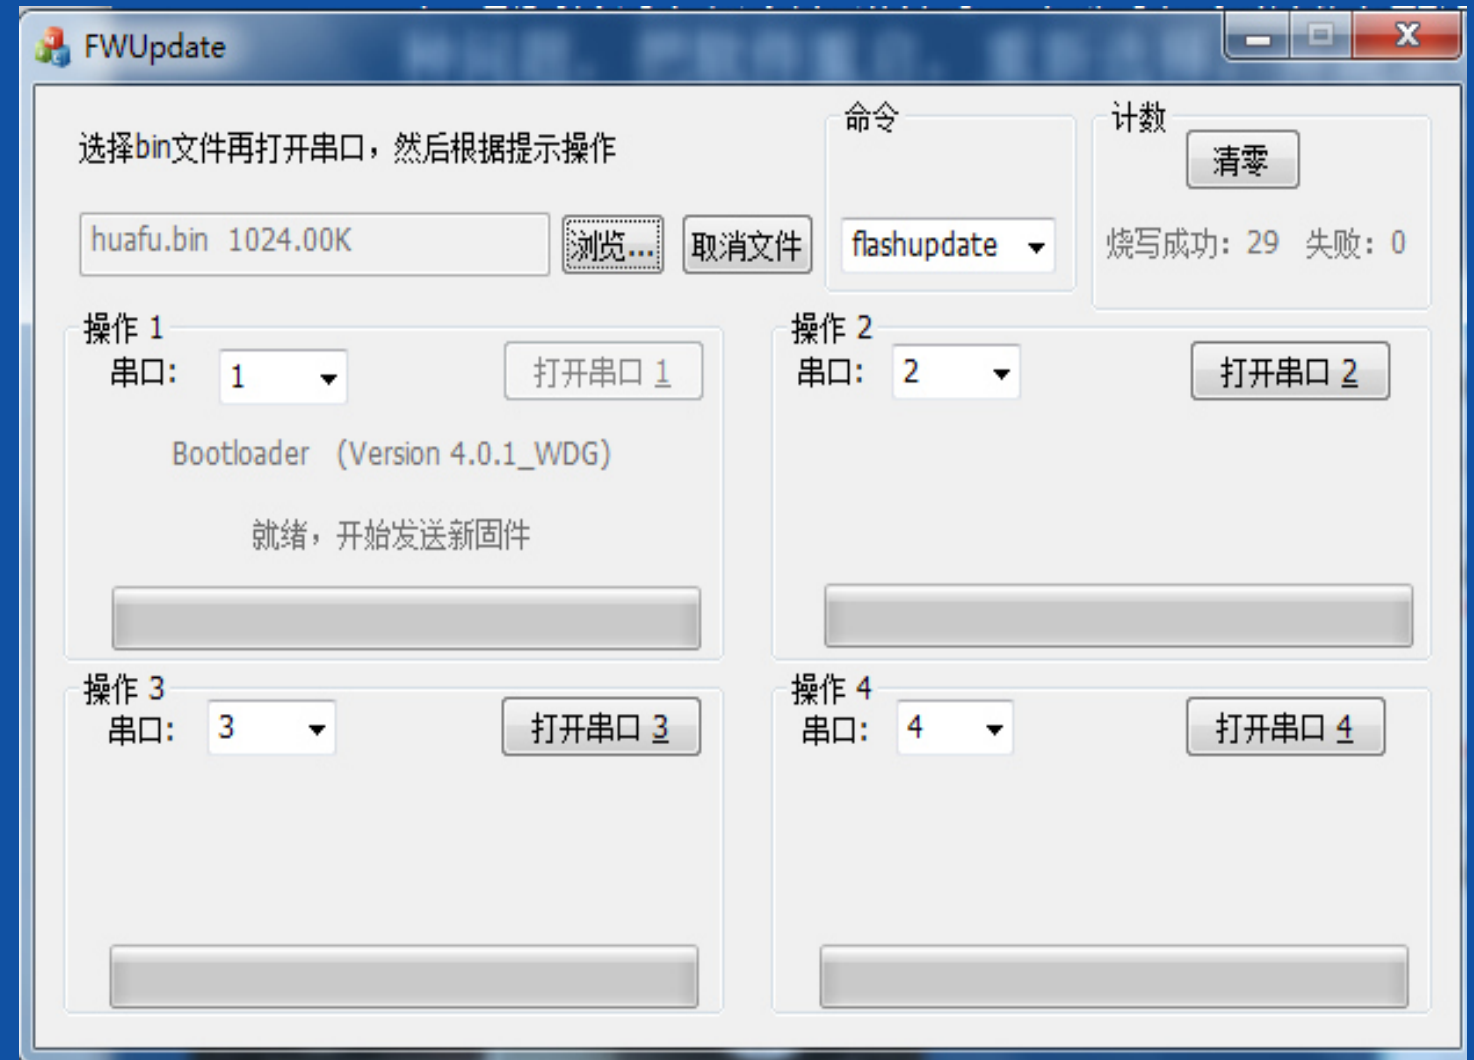 FWUpdate
选择bin文件再打开串口，然后根据提示操作
命令
计数
清零
huafu.bin 1024.00K
浏览...
取消文件
flashupdate
烧写成功：29 失败：0
操作 1
串口: 1 打开串口 1
Bootloader (Version 4.0.1_WDG)
就绪，开始发送新固件
操作 2
串口: 2 打开串口 2
操作 3
串口: 3 打开串口 3
操作 4
串口: 4 打开串口 4